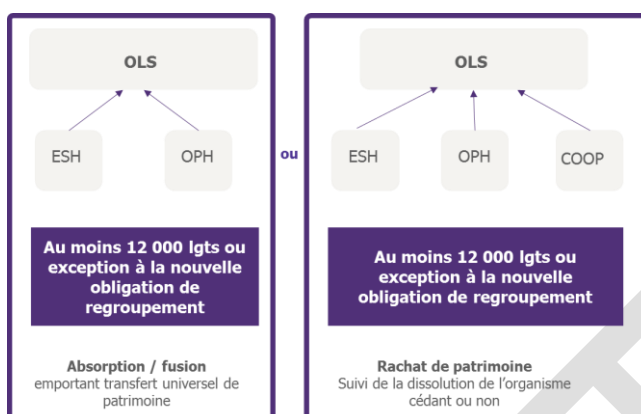 OLS
ESH
OPH
Au moins 12 000 lgts ou
exception à la nouvelle
obligation de
regroupement
Absorption / fusion
emportant transfert universel de
patrimoine
ou
OLS
ESH
OPH
COOP
Au moins 12 000 lgts ou
exception à la nouvelle
obligation de regroupement
Rachat de patrimoine
Suivi de la dissolution de l'organisme
cédant ou non